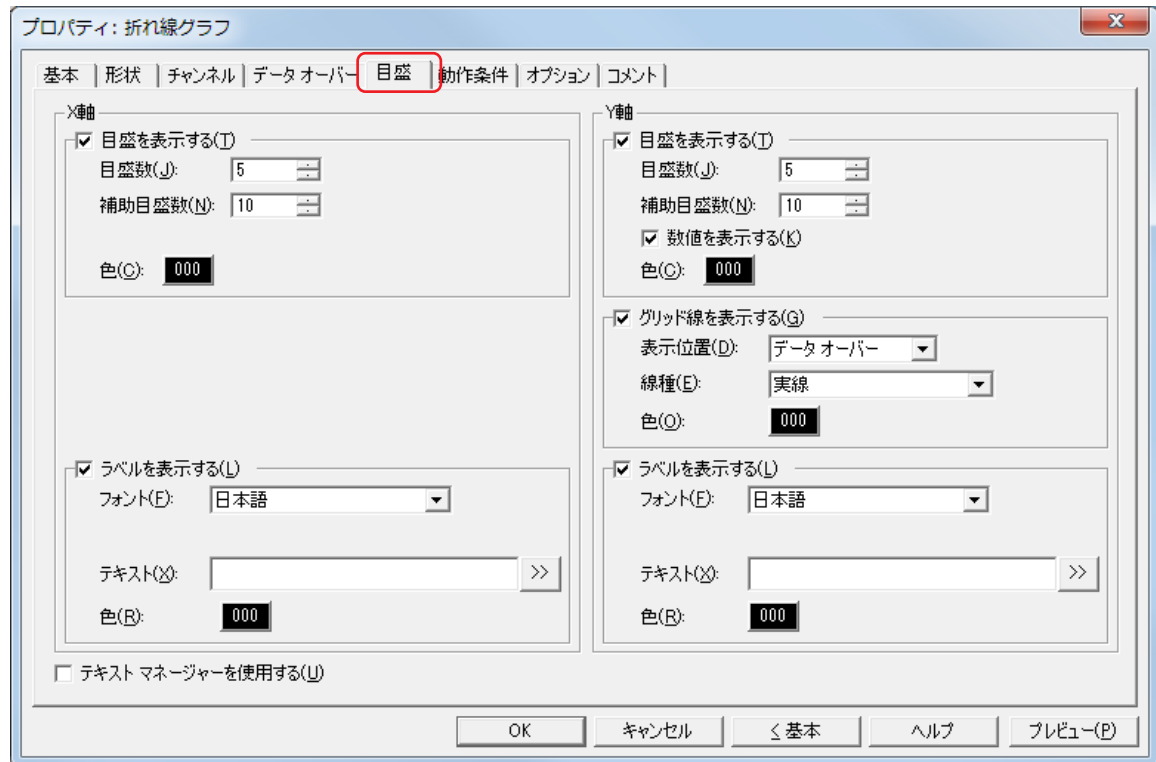 プロパティ: 折れ線グラフ
基本 形状 チャンネル データ オーバー 目盛 動作条件 オプション コメント
X軸
目盛を表示する(T)
目盛数(J): 5
補助目盛数(N): 10
色(C): 000
ラベルを表示する(L)
フォント(F): 日本語
テキスト(X): >>
色(R): 000
Y軸
目盛を表示する(T)
目盛数(J): 5
補助目盛数(N): 10
数値を表示する(K)
色(C): 000
グリッド線を表示する(G)
表示位置(D): データ オーバー
線種(E): 実線
色(O): 000
ラベルを表示する(L)
フォント(F): 日本語
テキスト(X): >>
色(R): 000
テキスト マネージャーを使用する(U)
OK キャンセル < 基本 ヘルプ プレビュー(P)